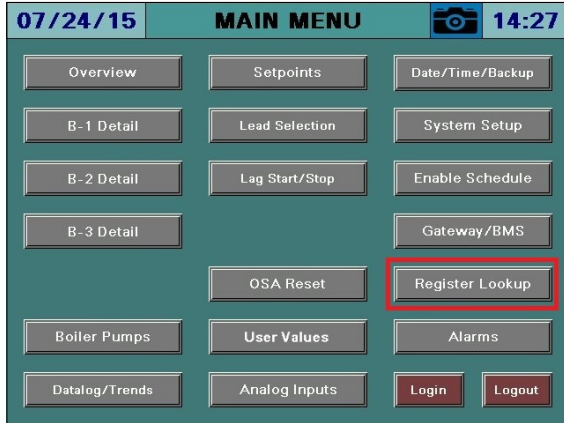 07/24/15 MAIN MENU 14:27
Overview Setpoints Date/Time/Backup
B-1 Detail Lead Selection System Setup
B-2 Detail Lag Start/Stop Enable Schedule
B-3 Detail Gateway/BMS
OSA Reset Register Lookup
Boiler Pumps User Values Alarms
Datalog/Trends Analog Inputs Login Logout